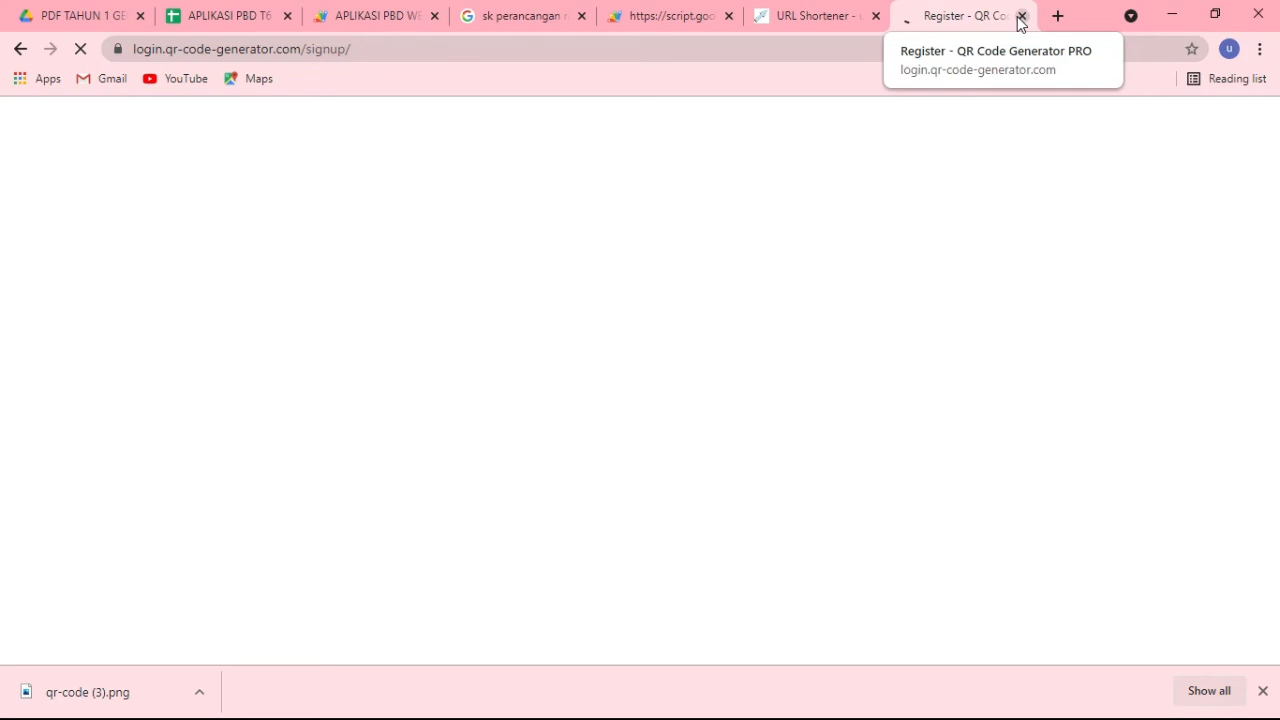 PDF TAHUN 1 GE
APLIKASI PBD T6
APLIKASI PBD WE
sk perancangan r
https://script.goo
URL Shortener - u
Register - QR Co
login.qr-code-generator.com/signup/
u
Register - QR Code Generator PRO
login.qr-code-generator.com
Apps
Gmail
YouTube
Maps
Reading list
qr-code (3).png
Show all